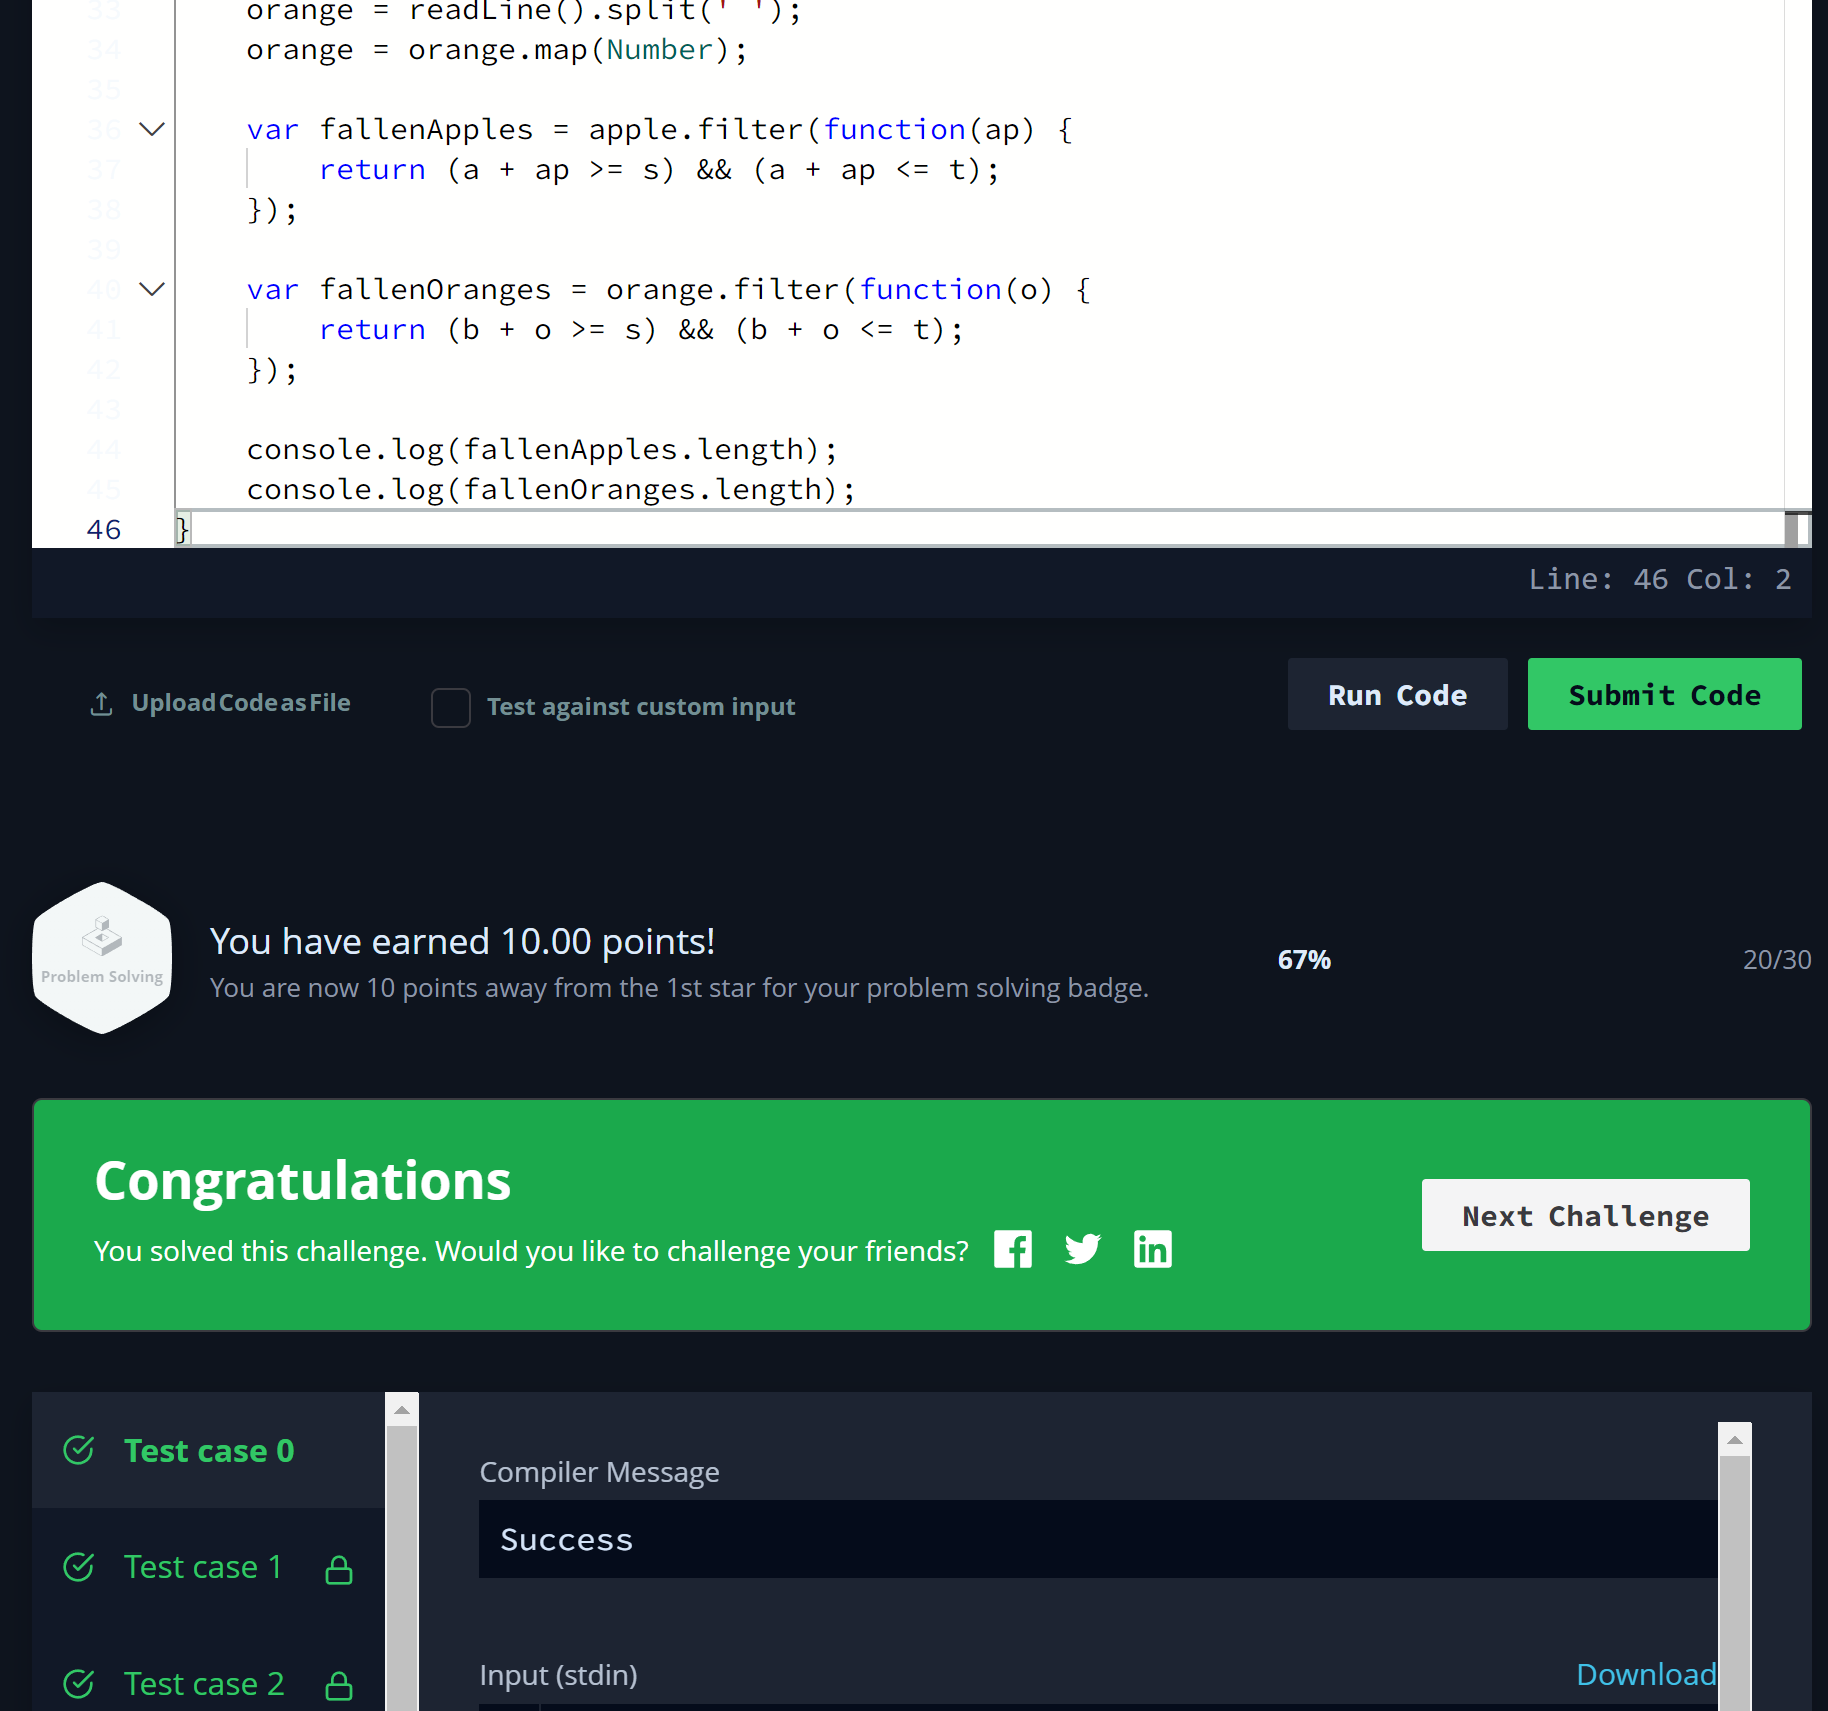 33 orange = readLine().split(' ');
34 orange = orange.map(Number);
35
36 var fallenApples = apple.filter(function(ap) {
37 return (a + ap >= s) && (a + ap <= t);
38 });
39
40 var fallenOranges = orange.filter(function(o) {
41 return (b + o >= s) && (b + o <= t);
42 });
43
44 console.log(fallenApples.length);
45 console.log(fallenOranges.length);
46 }
Line: 46 Col: 2
Upload Code as File
Test against custom input
Run Code
Submit Code
Problem Solving
You have earned 10.00 points!
You are now 10 points away from the 1st star for your problem solving badge.
67%
20/30
Congratulations
You solved this challenge. Would you like to challenge your friends?
Next Challenge
Test case 0
Test case 1
Test case 2
Compiler Message
Success
Input (stdin)
Download